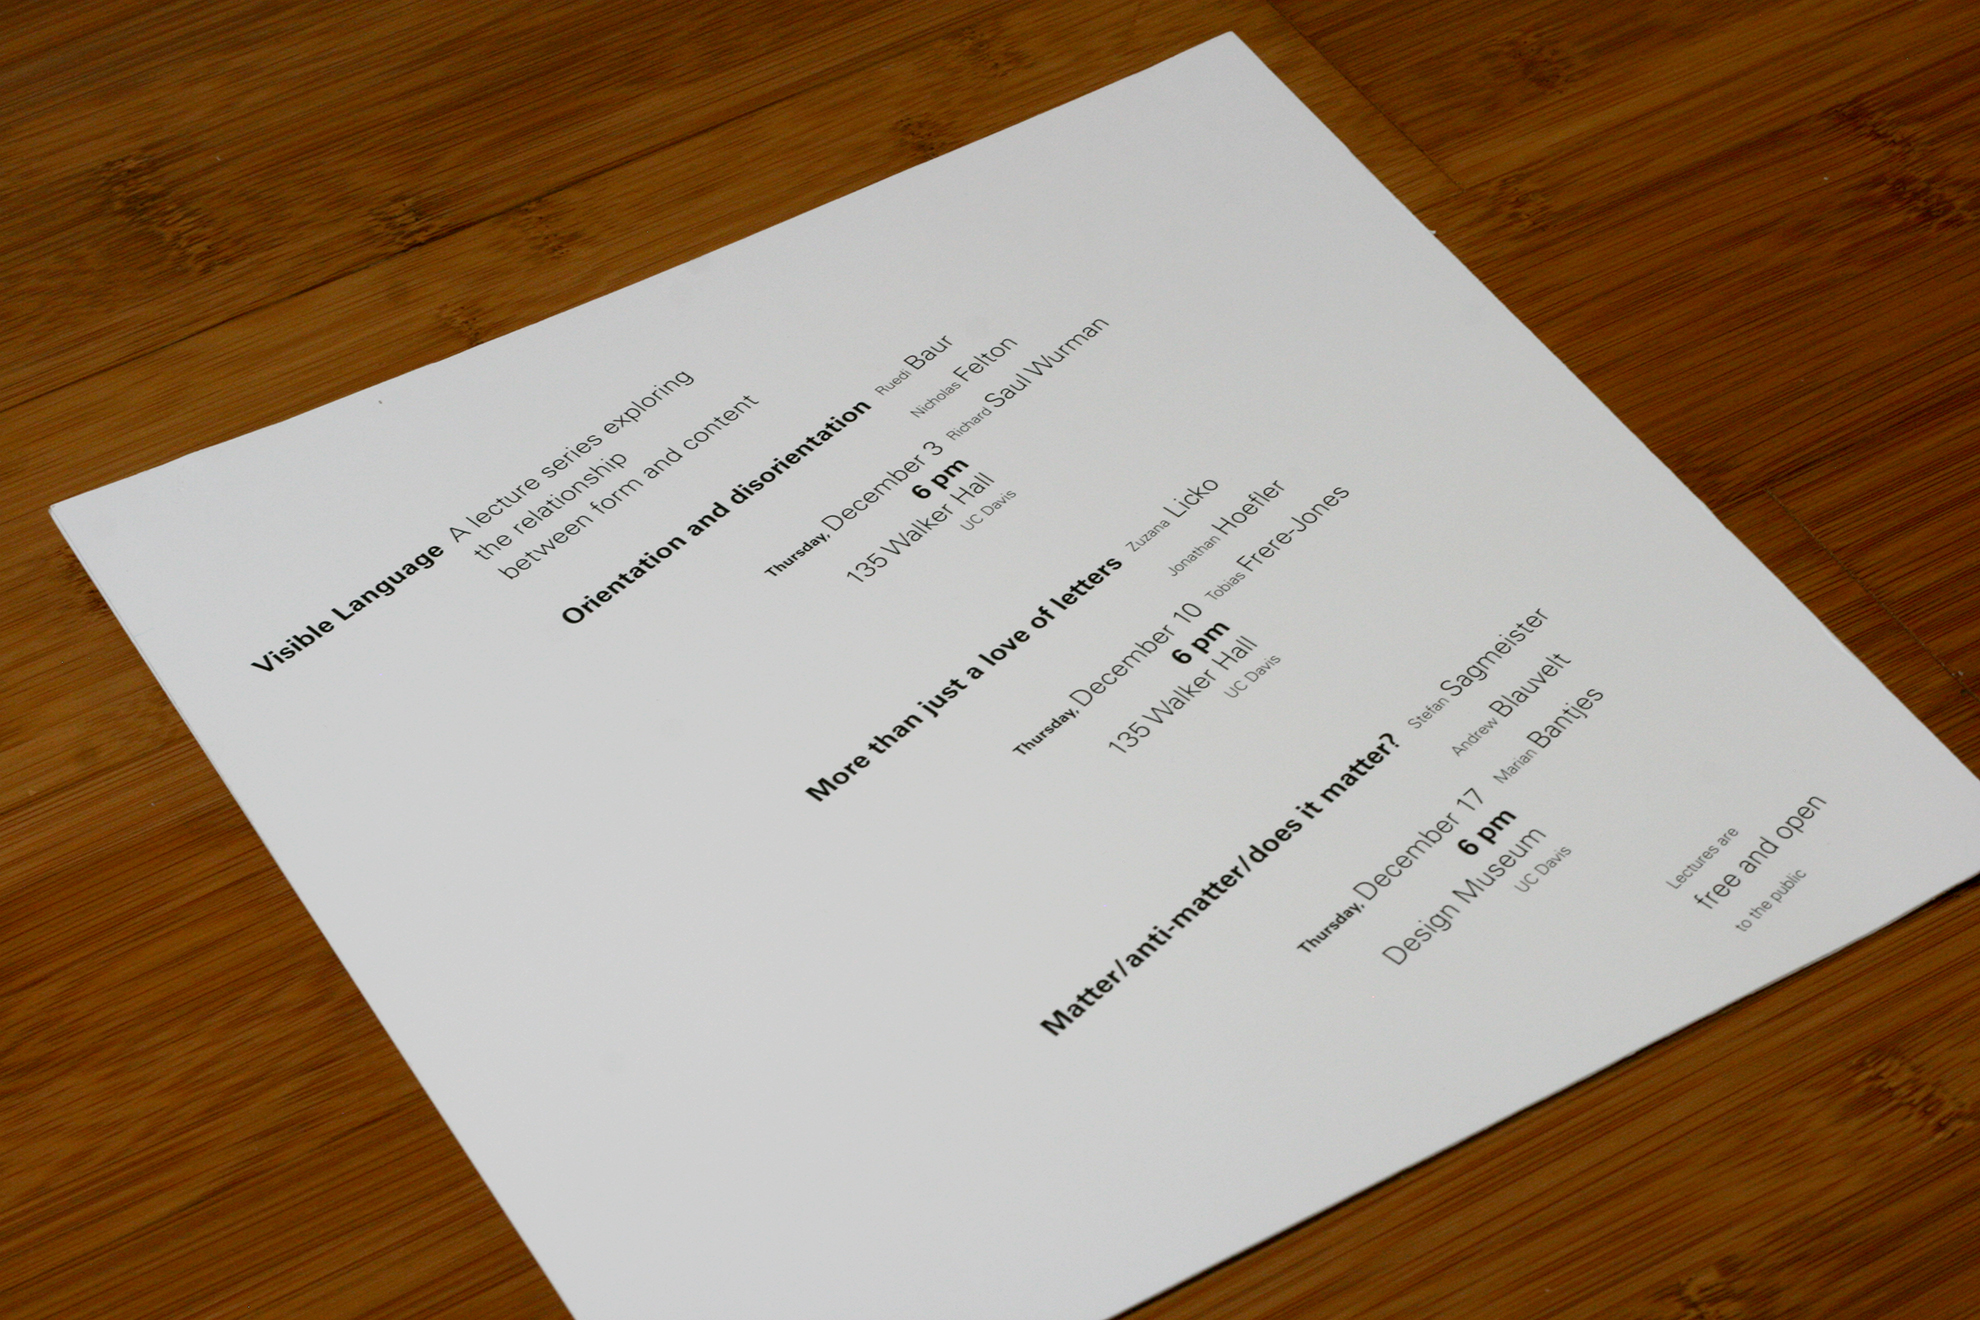 Visible Language A lecture series exploring
the relationship
between form and content
Orientation and disorientation Ruedi Baur
Nicholas Felton
Thursday, December 3 Richard Saul Wurman
6 pm
135 Walker Hall
UC Davis
More than just a love of letters Zuzana Licko
Jonathan Hoefler
Thursday, December 10 Tobias Frere-Jones
6 pm
135 Walker Hall
UC Davis
Matter/anti-matter/does it matter? Stefan Sagmeister
Andrew Blauvelt
Thursday, December 17 Marian Bantjes
6 pm
Design Museum
UC Davis
Lectures are
free and open
to the public